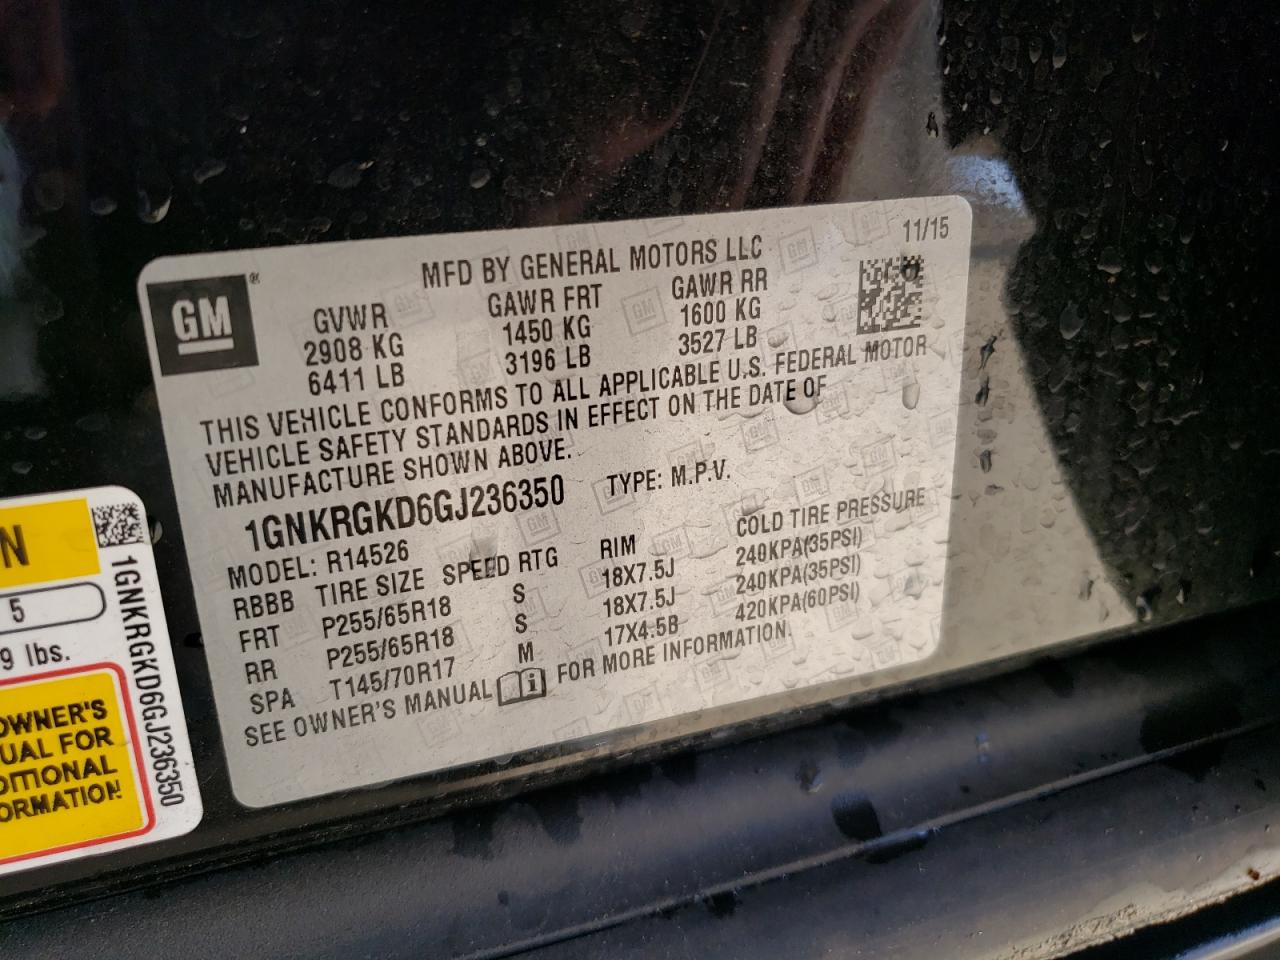 GM
®
MFD BY GENERAL MOTORS LLC
11/15
GVWR GAWR FRT GAWR RR
2908 KG 1450 KG 1600 KG
6411 LB 3196 LB 3527 LB
THIS VEHICLE CONFORMS TO ALL APPLICABLE U.S. FEDERAL MOTOR
VEHICLE SAFETY STANDARDS IN EFFECT ON THE DATE OF
MANUFACTURE SHOWN ABOVE.
1GNKRGKD6GJ236350 TYPE: M.P.V.
MODEL: R14526
RBBB TIRE SIZE SPEED RTG RIM COLD TIRE PRESSURE
FRT P255/65R18 S 18X7.5J 240KPA(35PSI)
RR P255/65R18 S 18X7.5J 240KPA(35PSI)
SPA T145/70R17 M 17X4.5B 420KPA(60PSI)
SEE OWNER'S MANUAL i FOR MORE INFORMATION.
N
5
9 lbs.
OWNER'S
UAL FOR
DITIONAL
ORMATION
1GNKRGKD6GJ236350